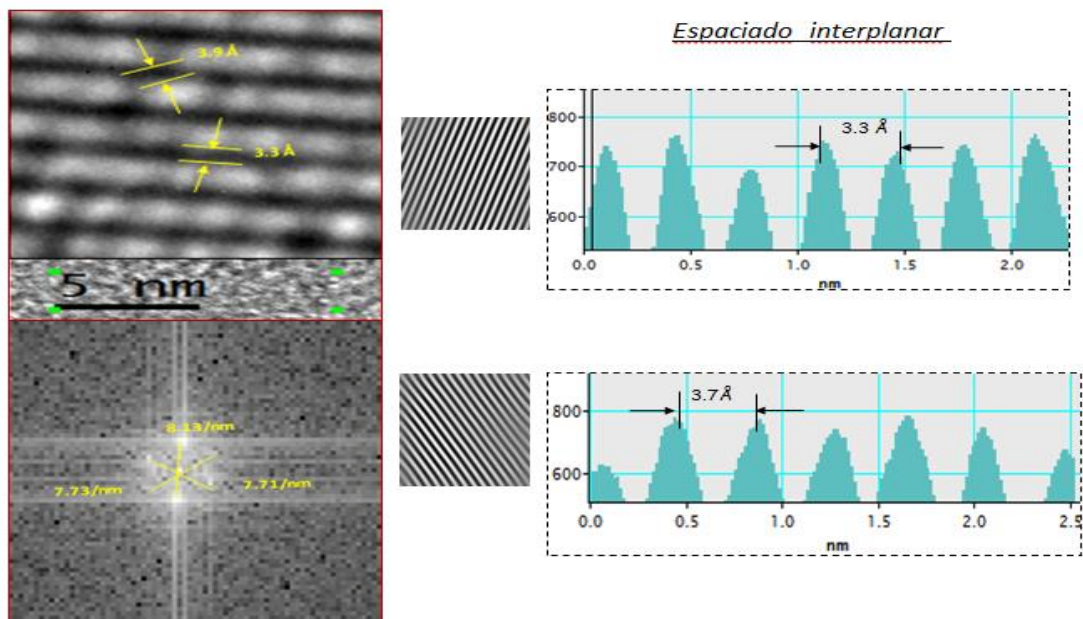 Espaciado interplanar
3.9 Å
3.3 Å
5 nm
8.13/nm
7.73/nm
7.71/nm
800
700
600
3.3 Å
0.0 0.5 1.0 1.5 2.0
nm
800
600
3.7 Å
0.0 0.5 1.0 1.5 2.0 2.5
nm